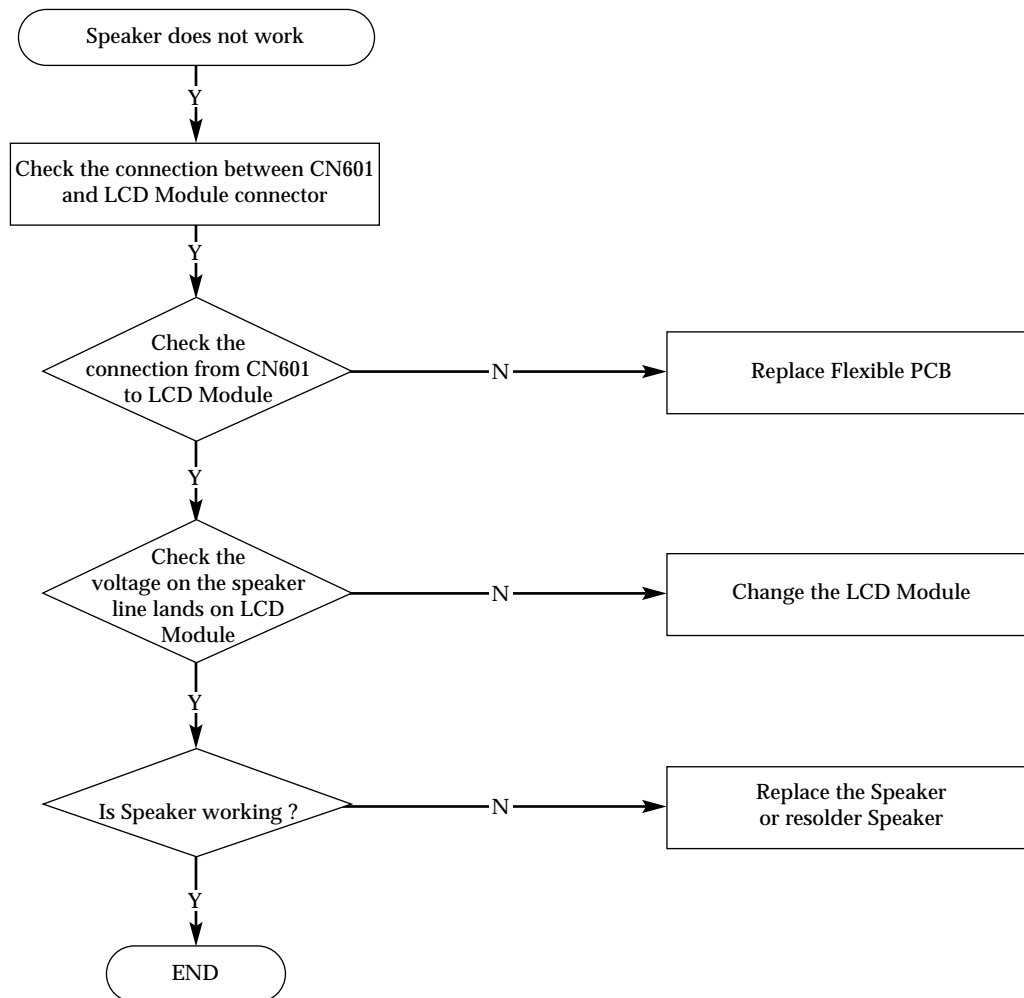 Speaker does not work
Y
Check the connection between CN601
and LCD Module connector
Y
Check the
connection from CN601
to LCD Module
N
Replace Flexible PCB
Y
Check the
voltage on the speaker
line lands on LCD
Module
N
Change the LCD Module
Y
Is Speaker working ?
N
Replace the Speaker
or resolder Speaker
Y
END